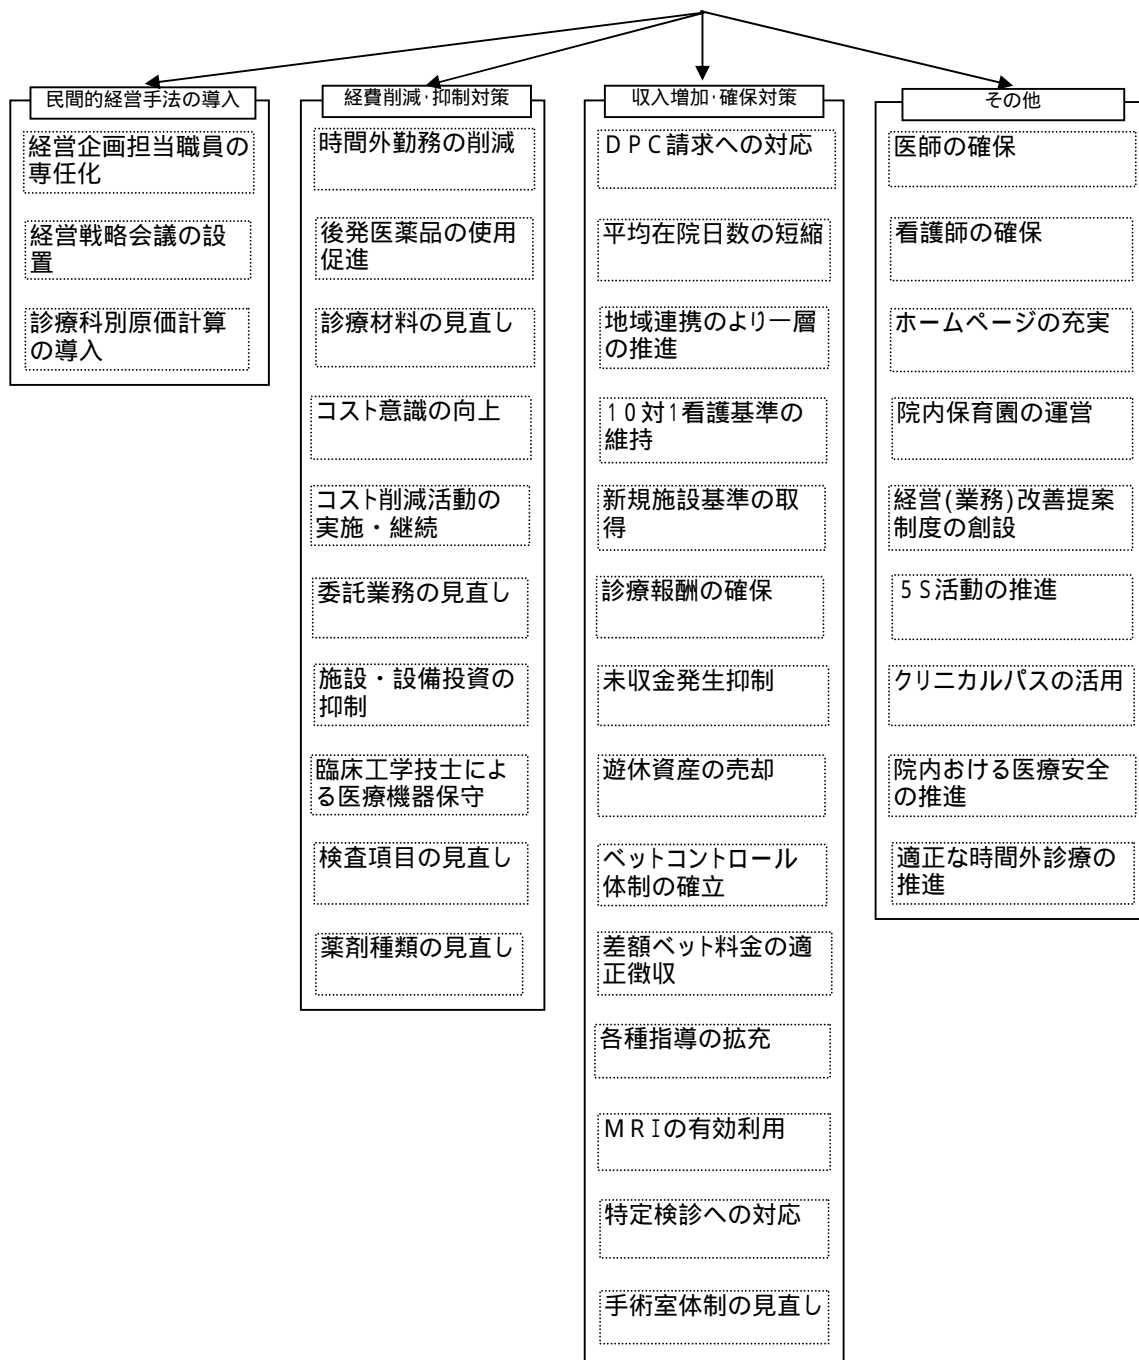 民間的経営手法の導入
経営企画担当職員の
専任化
経営戦略会議の設
置
診療科別原価計算
の導入
経費削減・抑制対策
時間外勤務の削減
後発医薬品の使用
促進
診療材料の見直し
コスト意識の向上
コスト削減活動の
実施・継続
委託業務の見直し
施設・設備投資の
抑制
臨床工学技士によ
る医療機器保守
検査項目の見直し
薬剤種類の見直し
収入増加・確保対策
DPC請求への対応
平均在院日数の短縮
地域連携のより一層
の推進
10対1看護基準の
維持
新規施設基準の取
得
診療報酬の確保
未収金発生抑制
遊休資産の売却
ベットコントロール
体制の確立
差額ベット料金の適
正徴収
各種指導の拡充
MRIの有効利用
特定検診への対応
手術室体制の見直し
その他
医師の確保
看護師の確保
ホームページの充実
院内保育園の運営
経営(業務)改善提案
制度の創設
5S活動の推進
クリニカルパスの活用
院内おける医療安全
の推進
適正な時間外診療の
推進